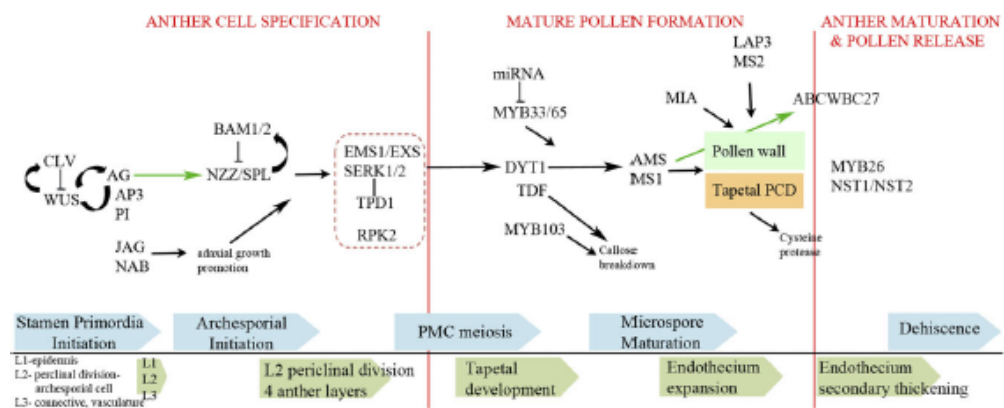 ANTHER CELL SPECIFICATION
MATURE POLLEN FORMATION
ANTHER MATURATION
& POLLEN RELEASE
LAP3
MS2
miRNA
MIA
ABCWBC27
MYB33/65
BAM1/2
EMS1/EXS
SERK1/2
TPD1
RPK2
CLV
WUS
AG
AP3
PI
NZZ/SPL
DYT1
TDF
MYB103
AMS
MS1
Pollen wall
Tapetal PCD
MYB26
NST1/NST2
JAG
NAB
adaxial growth
promotion
Callose
breakdown
Cysteine
protease
Stamen Primordia
Initiation
Archesporial
Initiation
PMC meiosis
Microspore
Maturation
Dehiscence
L1-epidermis
L2- perclinal division-
archesporial cell
L3- connective, vasculature
L1
L2
L3
L2 periclinal division
4 anther layers
Tapetal
development
Endothecium
expansion
Endothecium
secondary thickening